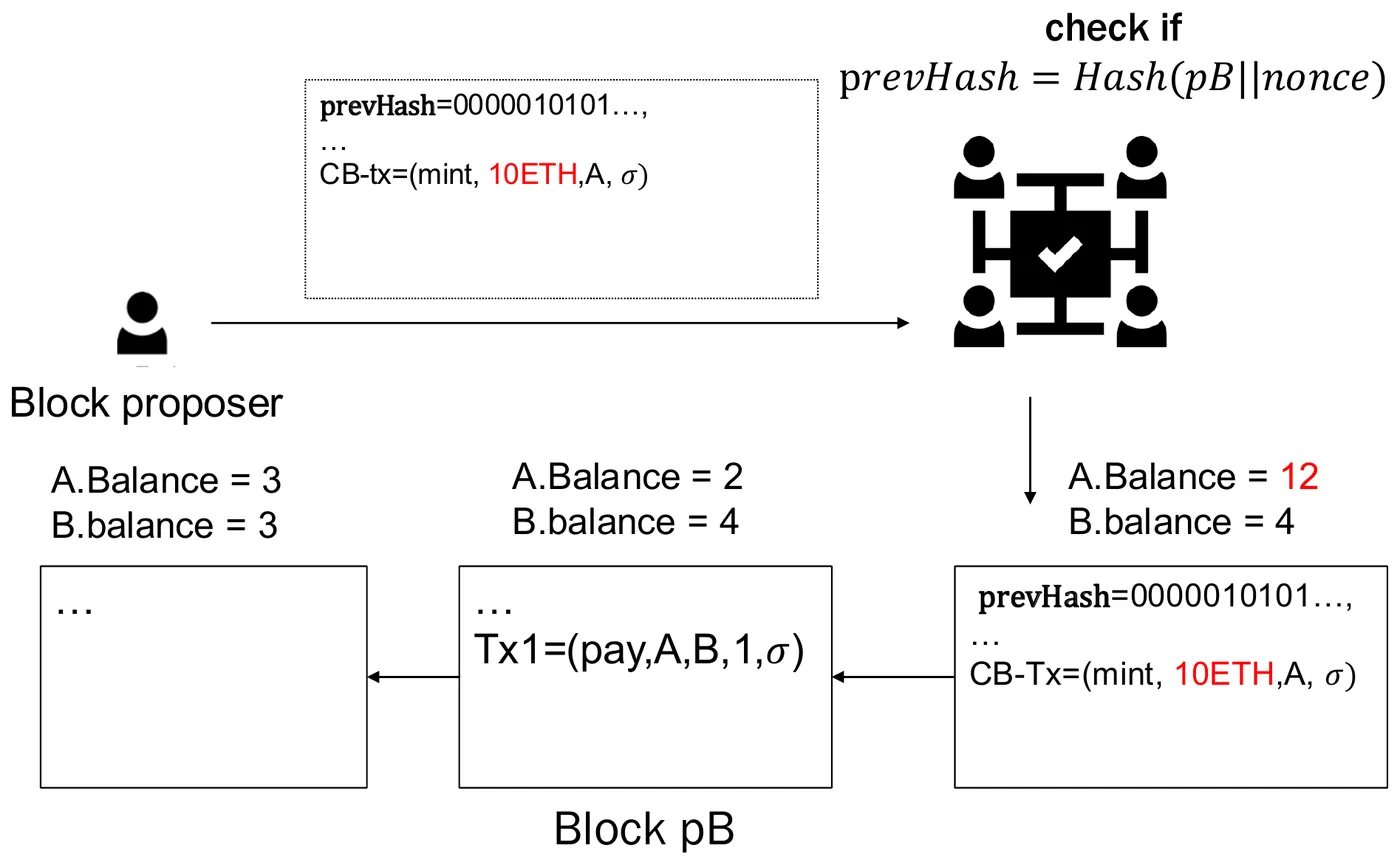 check if
prevHash = Hash(pB||nonce)
prevHash=0000010101…,
…
CB-tx=(mint, 10ETH,A, σ)
Block proposer
A.Balance = 3
B.balance = 3
A.Balance = 2
B.balance = 4
A.Balance = 12
B.balance = 4
…
…
Tx1=(pay,A,B,1,σ)
prevHash=0000010101…,
…
CB-Tx=(mint, 10ETH,A, σ)
Block pB